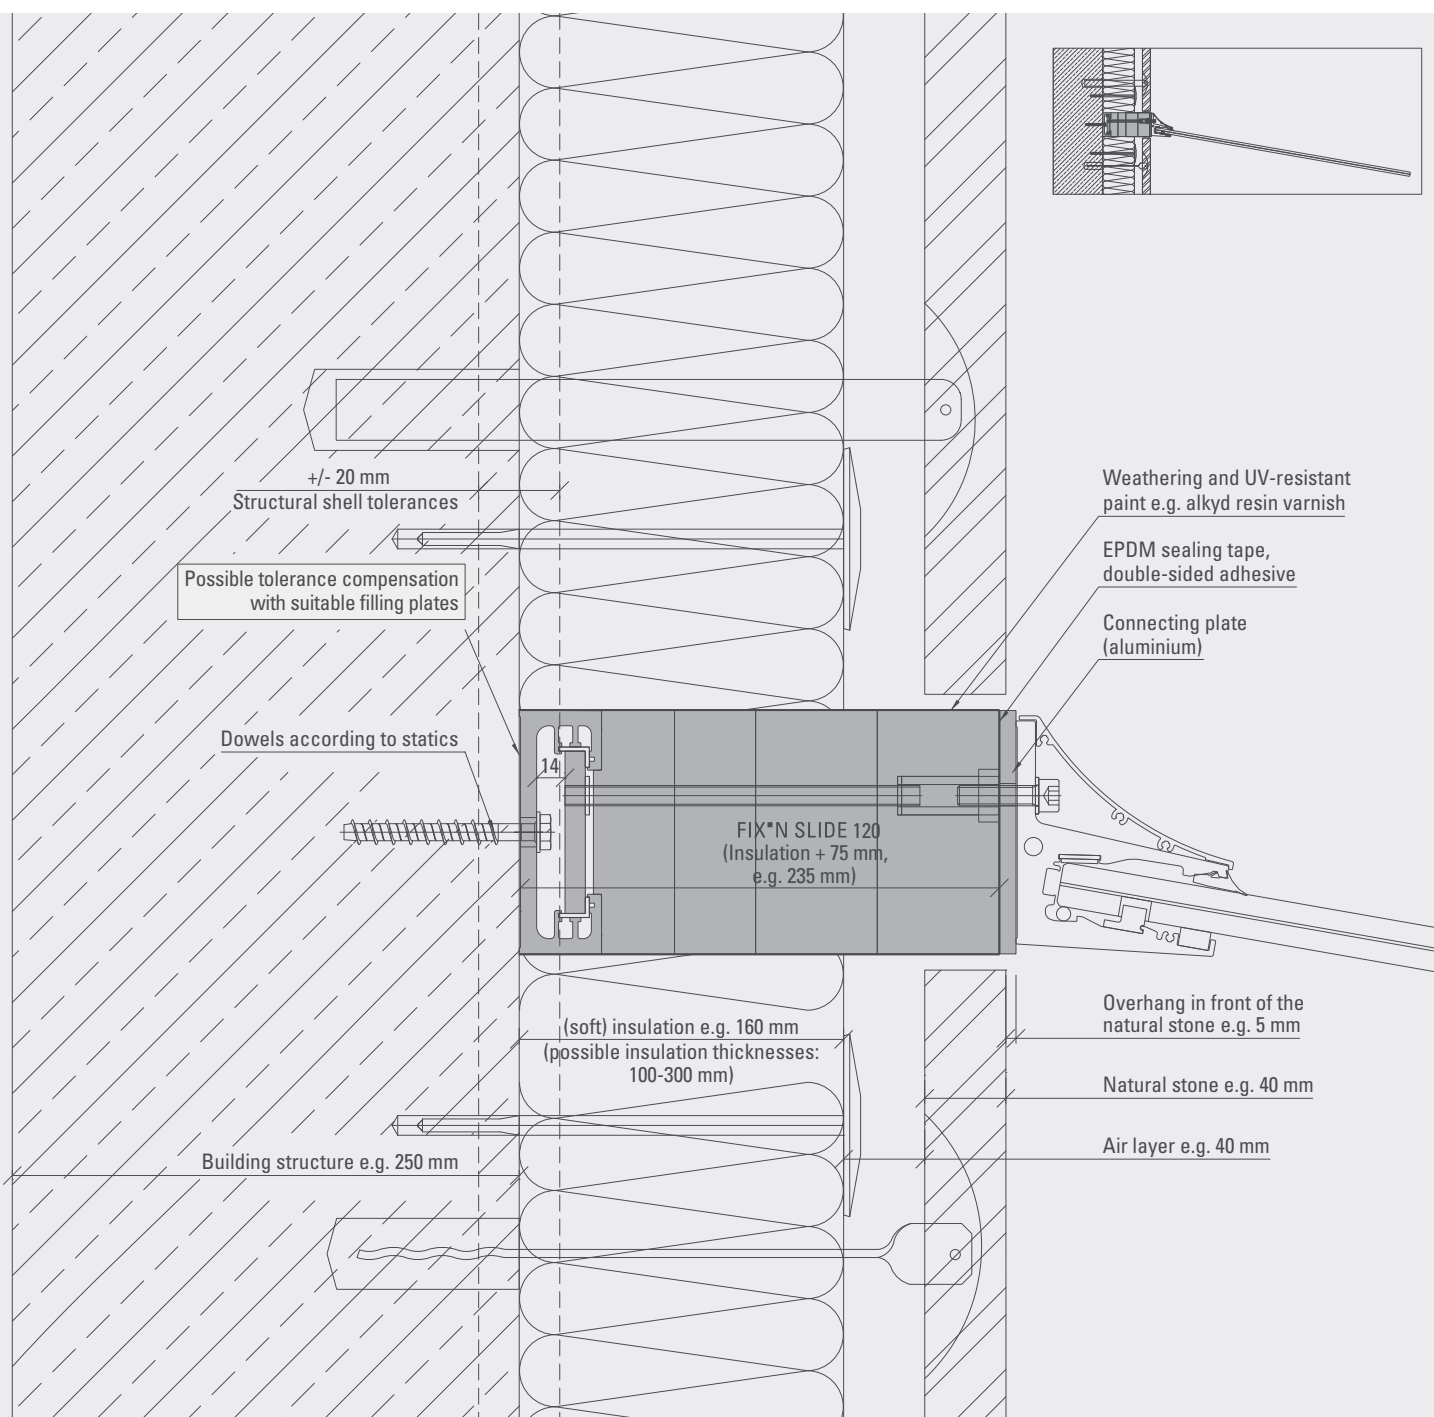 +/- 20 mm
Structural shell tolerances
Possible tolerance compensation
with suitable filling plates
Dowels according to statics
14
FIX■N SLIDE 120
(Insulation + 75 mm,
e.g. 235 mm)
Weathering and UV-resistant
paint e.g. alkyd resin varnish
EPDM sealing tape,
double-sided adhesive
Connecting plate
(aluminium)
(soft) insulation e.g. 160 mm
(possible insulation thicknesses:
100-300 mm)
Overhang in front of the
natural stone e.g. 5 mm
Natural stone e.g. 40 mm
Air layer e.g. 40 mm
Building structure e.g. 250 mm